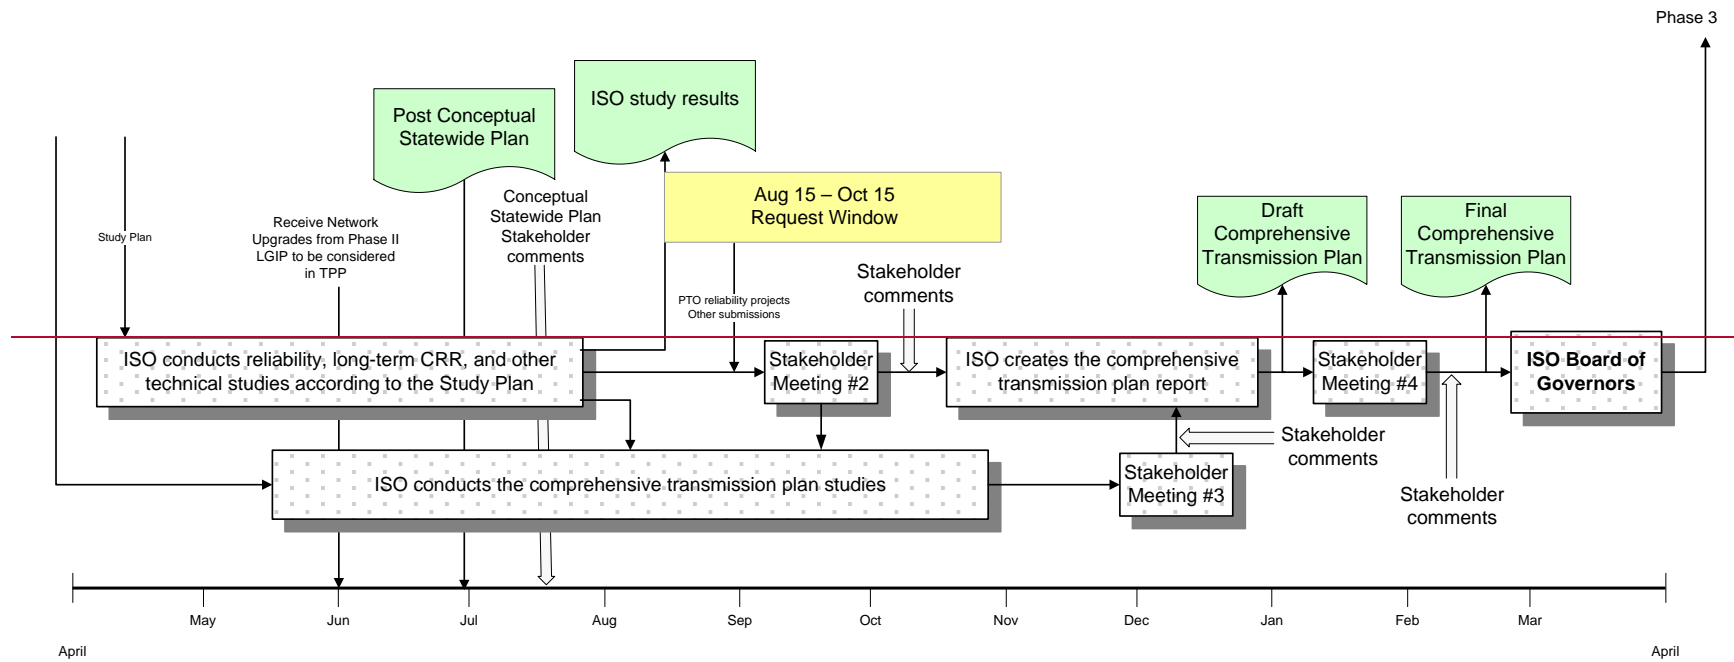 Phase 3
ISO study results
Post Conceptual
Statewide Plan
Aug 15 – Oct 15
Request Window
Conceptual
Statewide Plan
Stakeholder
comments
Draft
Comprehensive
Transmission Plan
Final
Comprehensive
Transmission Plan
Study Plan
Receive Network
Upgrades from Phase II
LGIP to be considered
in TPP
Stakeholder
comments
PTO reliability projects
Other submissions
ISO conducts reliability, long-term CRR, and other
technical studies according to the Study Plan
Stakeholder
Meeting #2
ISO creates the comprehensive
transmission plan report
Stakeholder
Meeting #4
ISO Board of
Governors
Stakeholder
comments
ISO conducts the comprehensive transmission plan studies
Stakeholder
Meeting #3
Stakeholder
comments
May
Jun
Jul
Aug
Sep
Oct
Nov
Dec
Jan
Feb
Mar
April
April